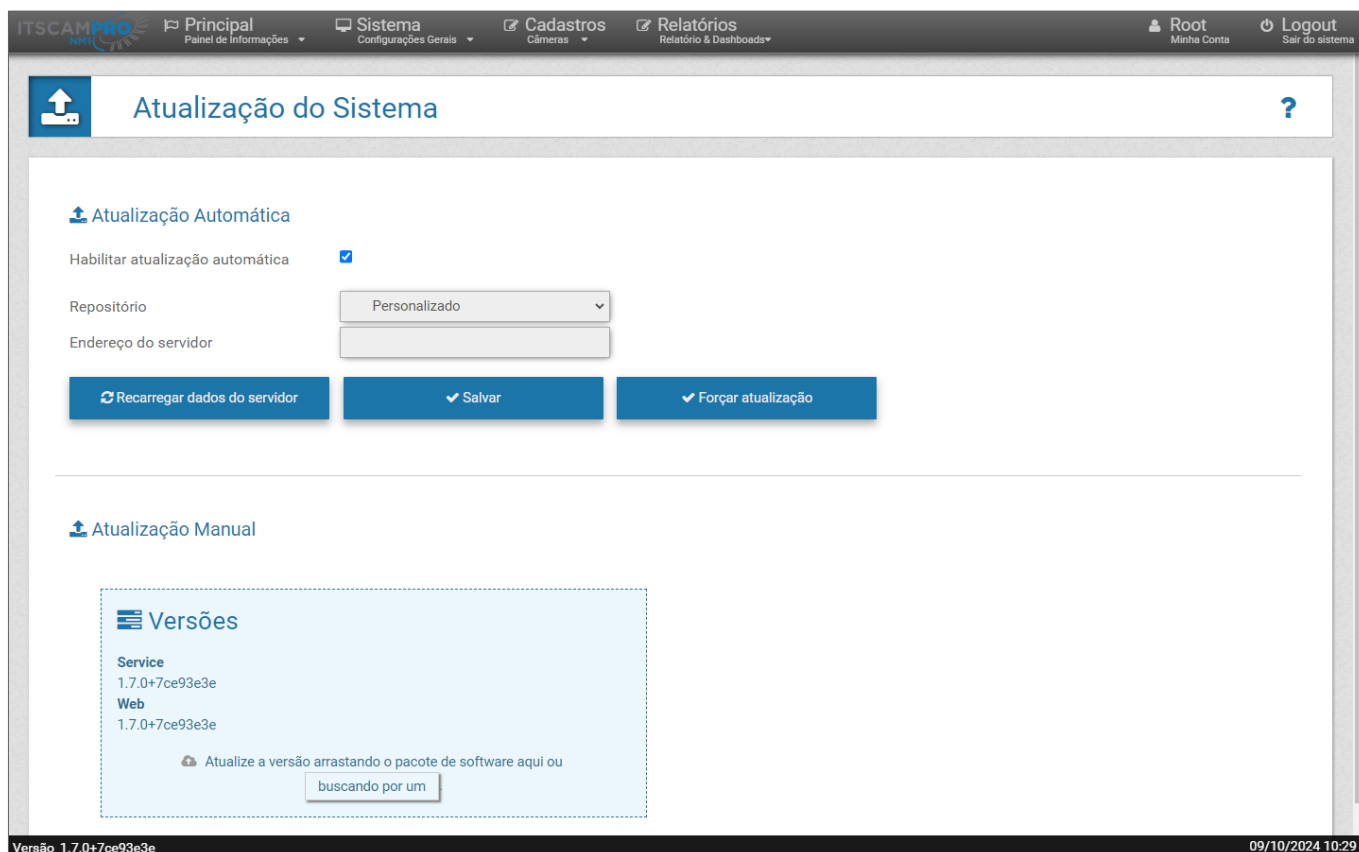 ITSCAMPRO
NMT
Principal
Painel de Informações
Sistema
Configurações Gerais
Cadastros
Câmeras
Relatórios
Relatório & Dashboads
Root
Minha Conta
Logout
Sair do sistema
Atualização do Sistema
?
Atualização Automática
Habilitar atualização automática
Repositório
Personalizado
Endereço do servidor
Recarregar dados do servidor
Salvar
Forçar atualização
Atualização Manual
Versões
Service
1.7.0+7ce93e3e
Web
1.7.0+7ce93e3e
Atualize a versão arrastando o pacote de software aqui ou
buscando por um
Versão 1.7.0+7ce93e3e
09/10/2024 10:29